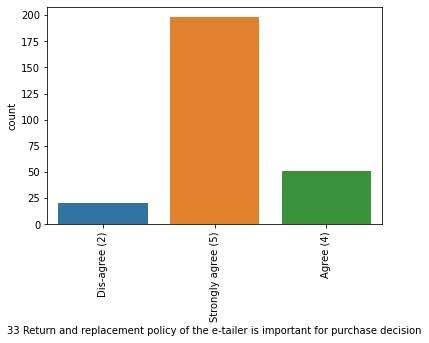 200
175
150
125
100
75
50
25
0
count
Dis-agree (2)
Strongly agree (5)
Agree (4)
33 Return and replacement policy of the e-tailer is important for purchase decision